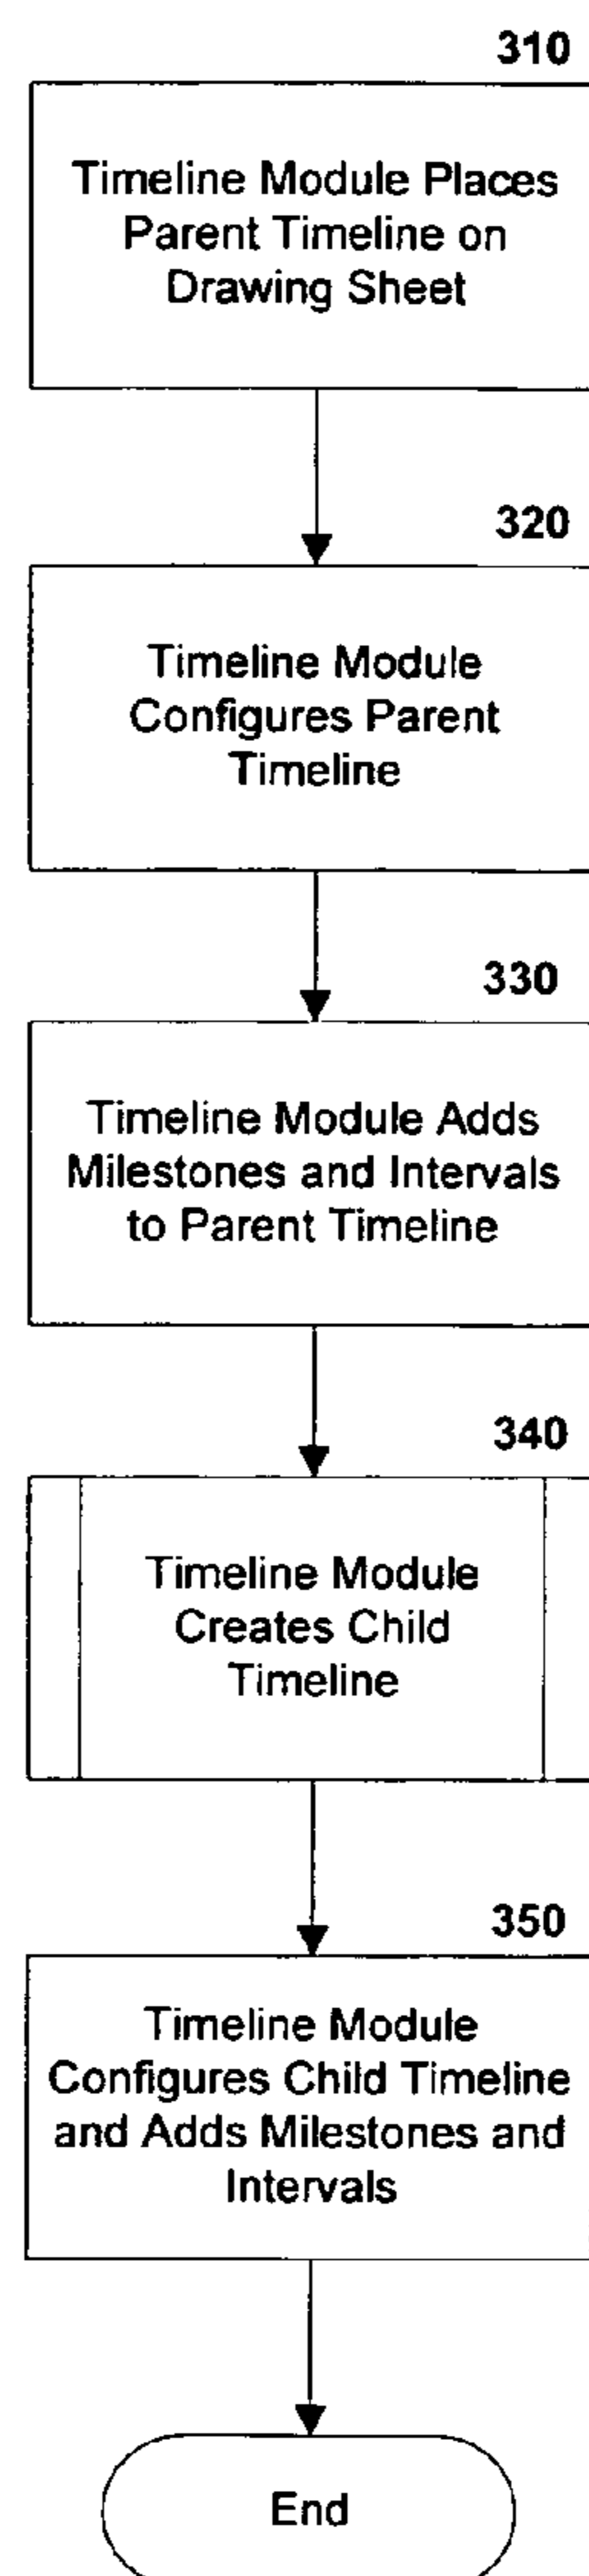 310
Timeline Module Places
Parent Timeline on
Drawing Sheet
320
Timeline Module
Configures Parent
Timeline
330
Timeline Module Adds
Milestones and Intervals
to Parent Timeline
340
Timeline Module
Creates Child
Timeline
350
Timeline Module
Configures Child Timeline
and Adds Milestones and
Intervals
End